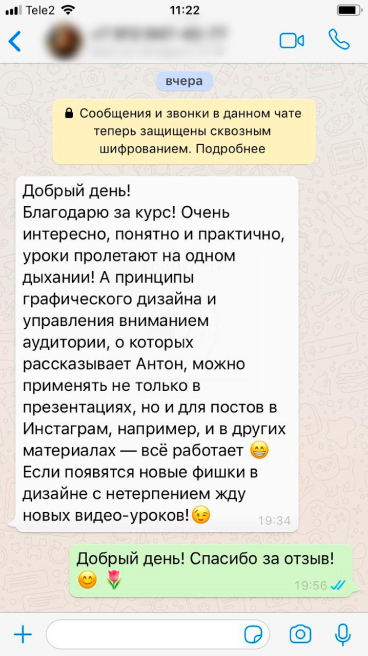 Tele2
11:22
вчера
🔒 Сообщения и звонки в данном чате
теперь защищены сквозным
шифрованием. Подробнее
Добрый день!
Благодарю за курс! Очень
интересно, понятно и практично,
уроки пролетают на одном
дыхании! А принципы
графического дизайна и
управления вниманием
аудитории, о которых
рассказывает Антон, можно
применять не только в
презентациях, но и для постов в
Инстаграм, например, и в других
материалах — всё работает 😁
Если появятся новые фишки в
дизайне с нетерпением жду
новых видео-уроков!😉
19:34
Добрый день! Спасибо за отзыв!
😊 🌷
19:56